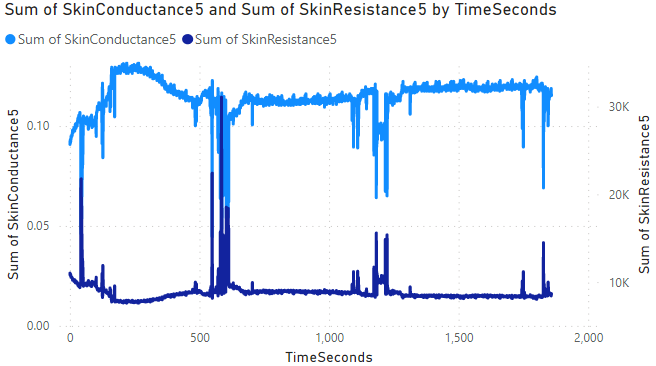 Sum of SkinConductance5 and Sum of SkinResistance5 by TimeSeconds
Sum of SkinConductance5 Sum of SkinResistance5
Sum of SkinConductance5
0.10
0.05
0.00
30K
20K
10K
Sum of SkinResistance5
0 500 1,000 1,500 2,000
TimeSeconds